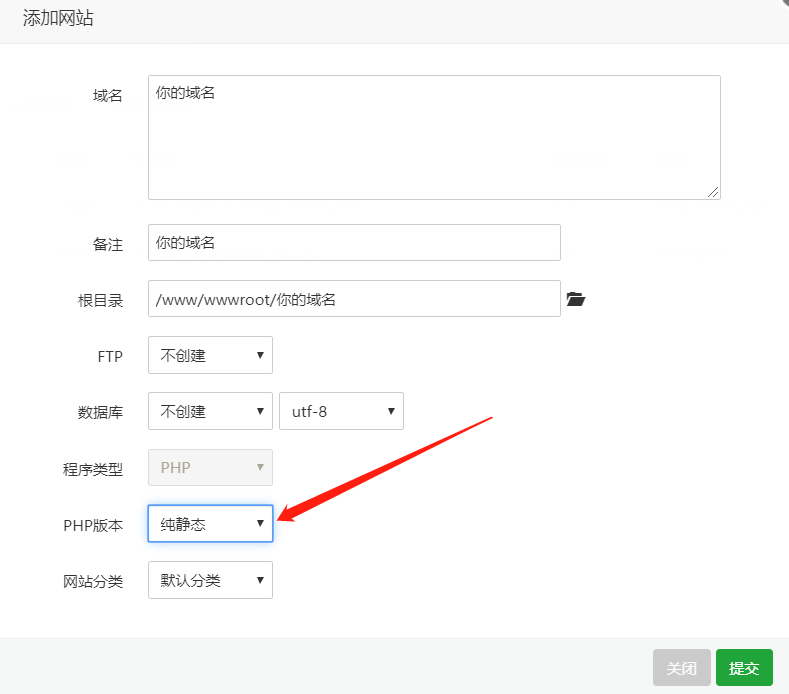 添加网站
域名 你的域名
备注 你的域名
根目录 /www/wwwroot/你的域名
FTP 不创建
数据库 不创建 utf-8
程序类型 PHP
PHP版本 纯静态
网站分类 默认分类
关闭 提交